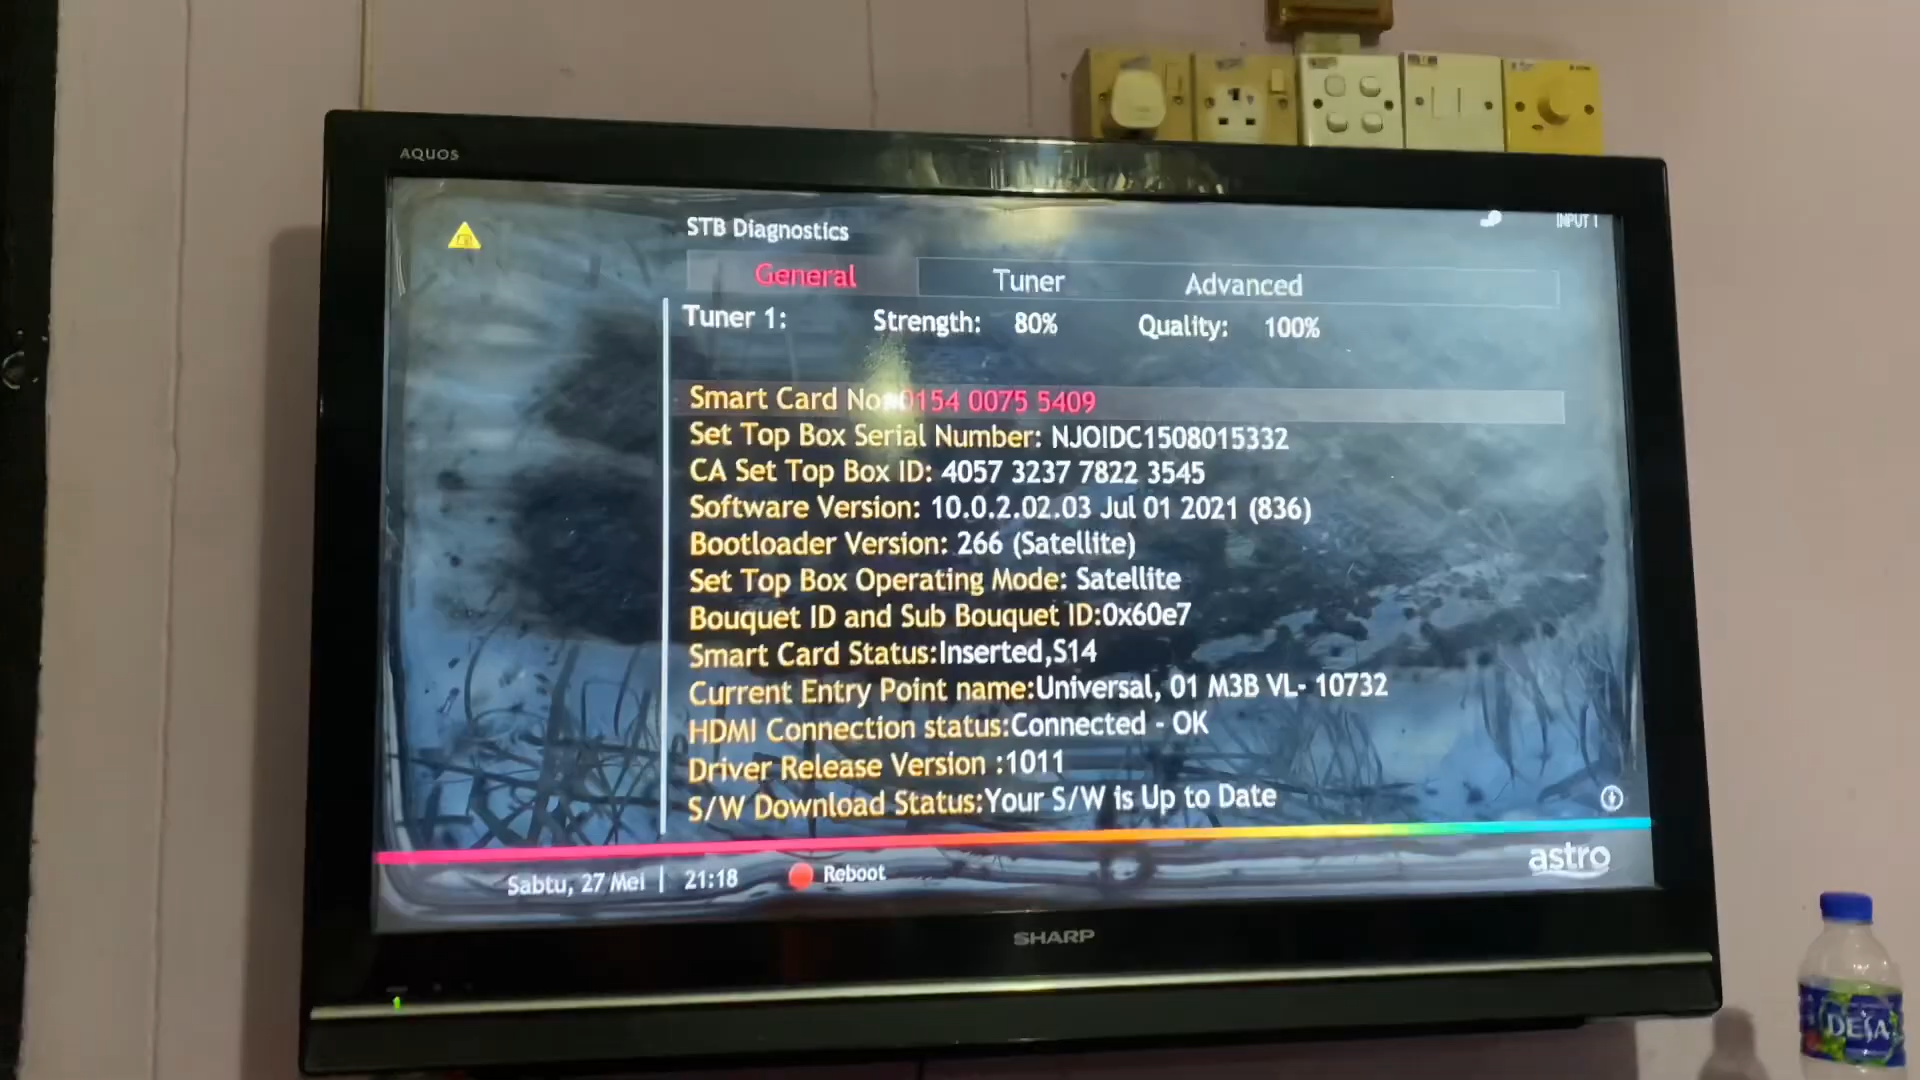 AQUOS
STB Diagnostics
INPUT 1
General Tuner Advanced
Tuner 1: Strength: 80% Quality: 100%
Smart Card No: 0154 0075 5409
Set Top Box Serial Number: NJOIDC1508015332
CA Set Top Box ID: 4057 3237 7822 3545
Software Version: 10.0.2.02.03 Jul 01 2021 (836)
Bootloader Version: 266 (Satellite)
Set Top Box Operating Mode: Satellite
Bouquet ID and Sub Bouquet ID:0x60e7
Smart Card Status:Inserted,S14
Current Entry Point name:Universal, 01 M3B VL- 10732
HDMI Connection status:Connected - OK
Driver Release Version :1011
S/W Download Status:Your S/W is Up to Date
astro
Sabtu, 27 Mei | 21:18 Reboot
SHARP
DESA